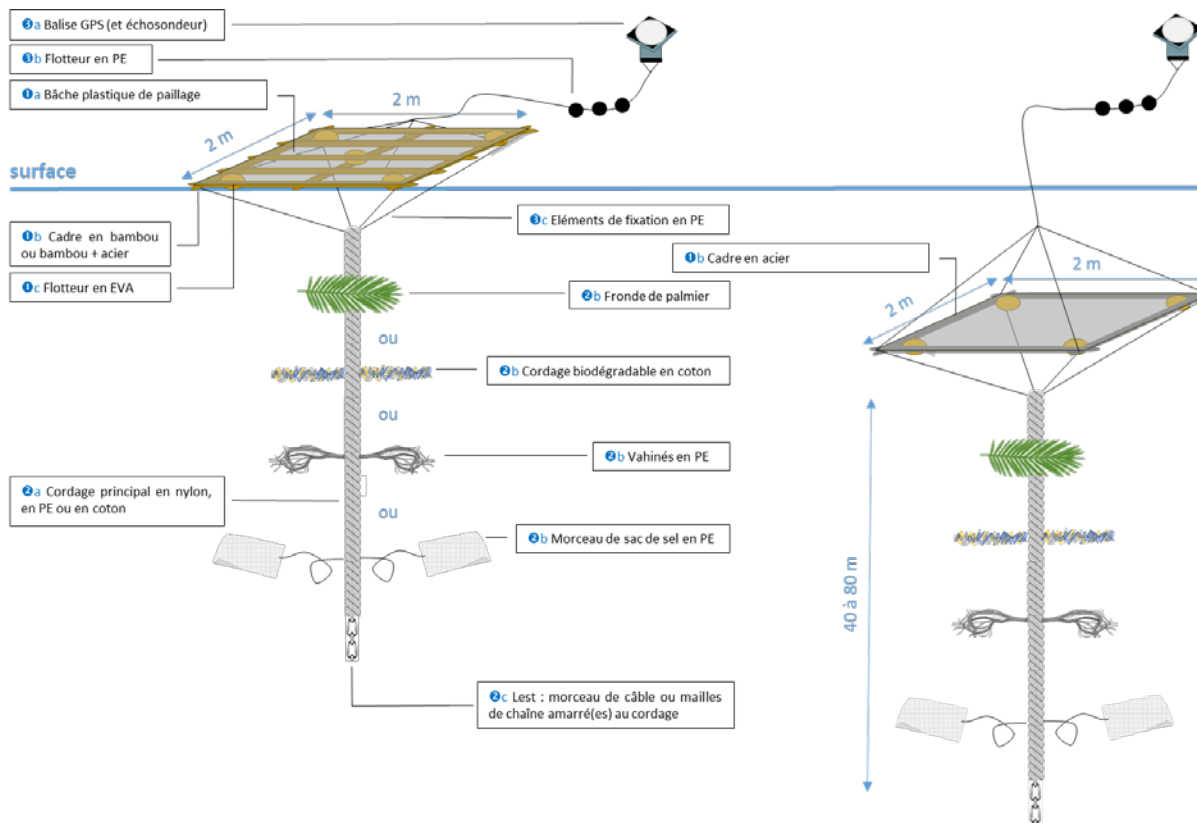 ❸a Balise GPS (et échosondeur)
❸b Flotteur en PE
❶a Bâche plastique de paillage
2 m
2 m
surface
❶b Cadre en bambou
ou bambou + acier
❶c Flotteur en EVA
❸c Eléments de fixation en PE
❶b Cadre en acier
2 m
2 m
❷b Fronde de palmier
ou
❷b Cordage biodégradable en coton
ou
❷b Vahinés en PE
❷a Cordage principal en nylon,
en PE ou en coton
ou
❷b Morceau de sac de sel en PE
40 à 80 m
❷c Lest : morceau de câble ou mailles
de chaîne amarré(es) au cordage